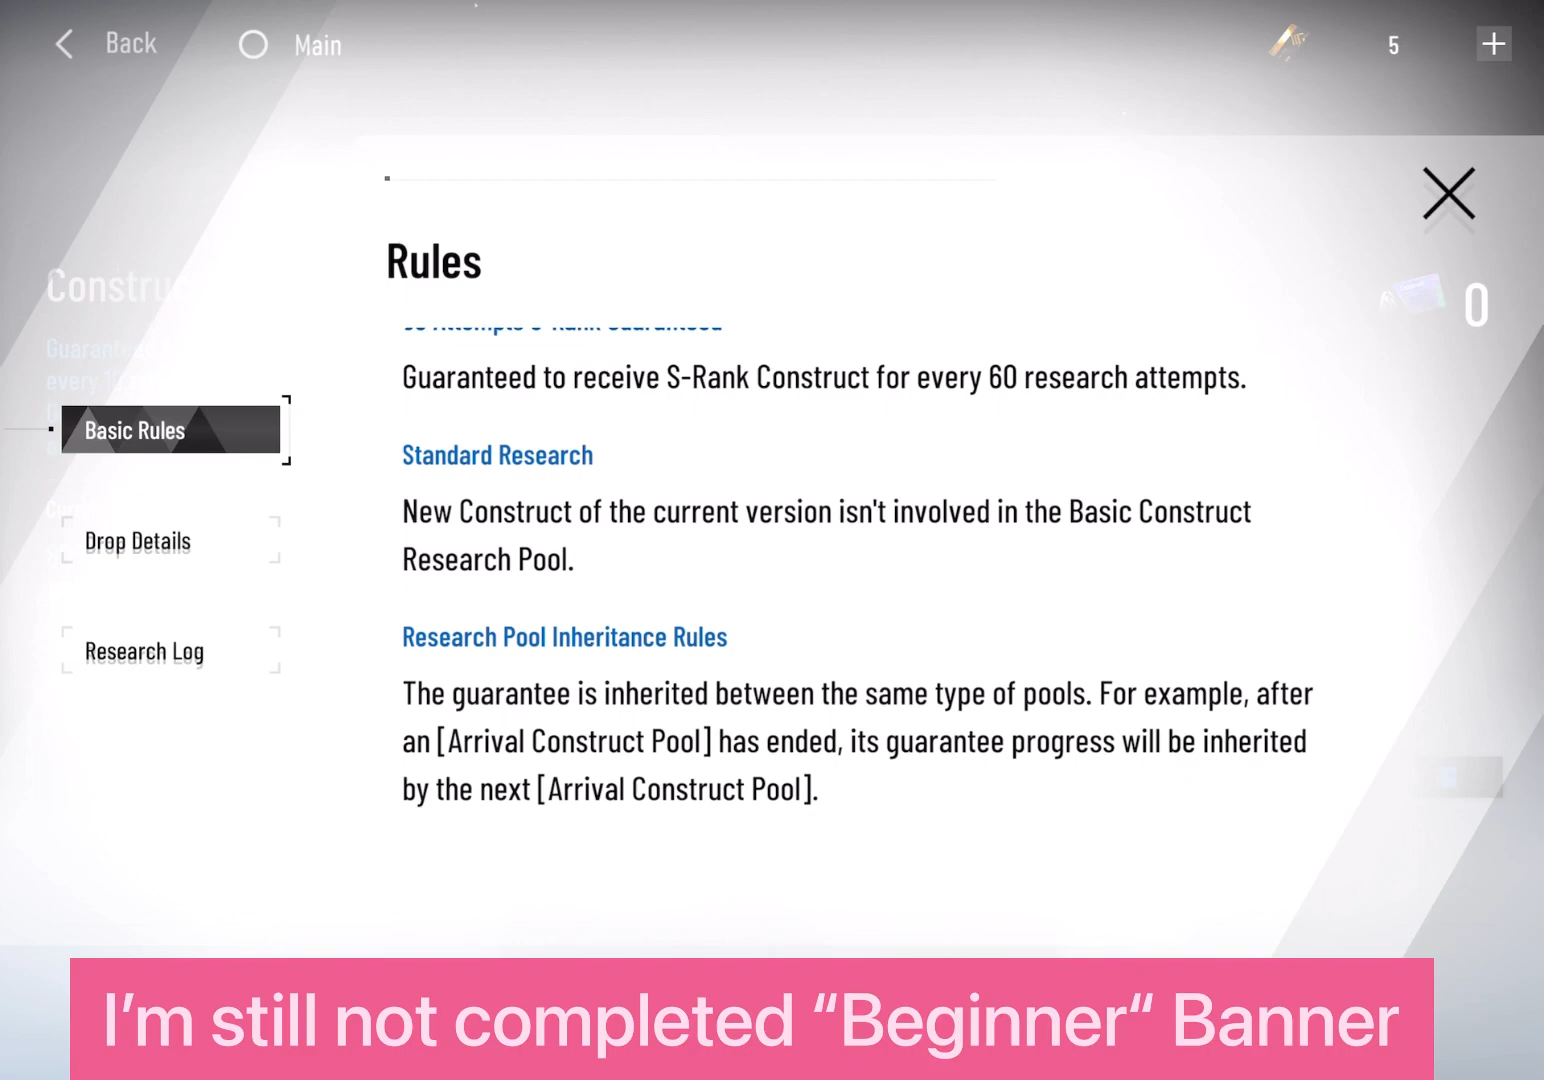 Back
Main
5
Rules
0
Guaranteed to receive S-Rank Construct for every 60 research attempts.
every
Basic Rules
Standard Research
New Construct of the current version isn't involved in the Basic Construct
Research Pool.
Drop Details
Research Pool Inheritance Rules
Research Log
The guarantee is inherited between the same type of pools. For example, after
an [Arrival Construct Pool] has ended, its guarantee progress will be inherited
by the next [Arrival Construct Pool].
I’m still not completed “Beginner“ Banner